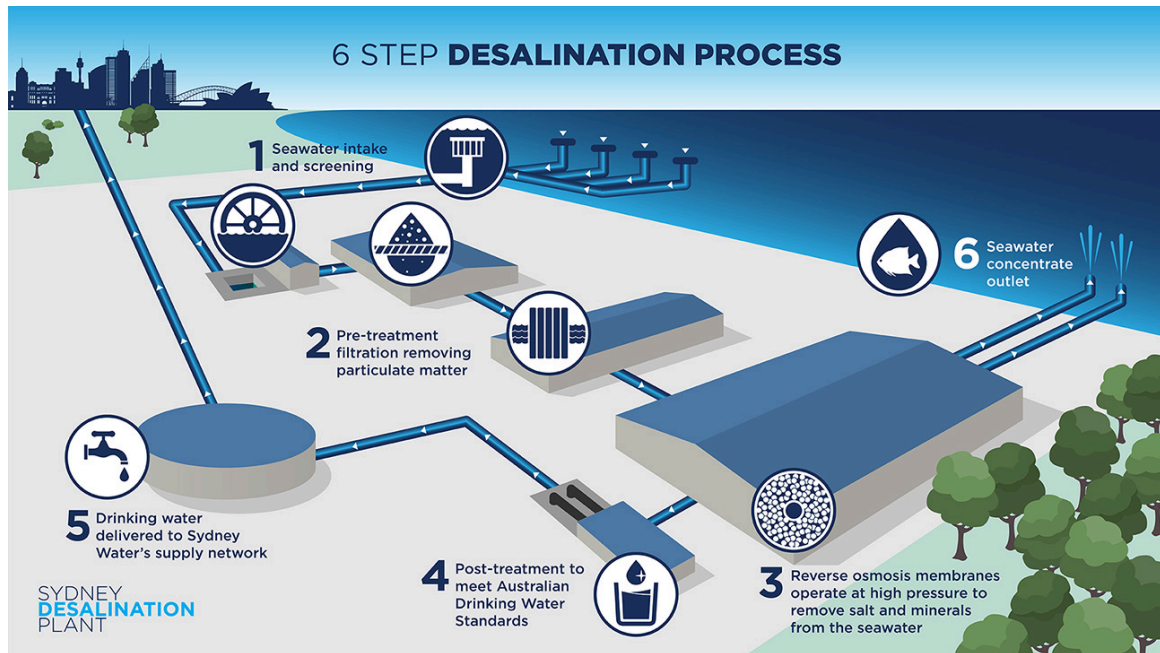 6 STEP DESALINATION PROCESS
1 Seawater intake
and screening
2 Pre-treatment
filtration removing
particulate matter
3 Reverse osmosis membranes
operate at high pressure to
remove salt and minerals
from the seawater
4 Post-treatment to
meet Australian
Drinking Water
Standards
5 Drinking water
delivered to Sydney
Water's supply network
6 Seawater
concentrate
outlet
SYDNEY
DESALINATION
PLANT